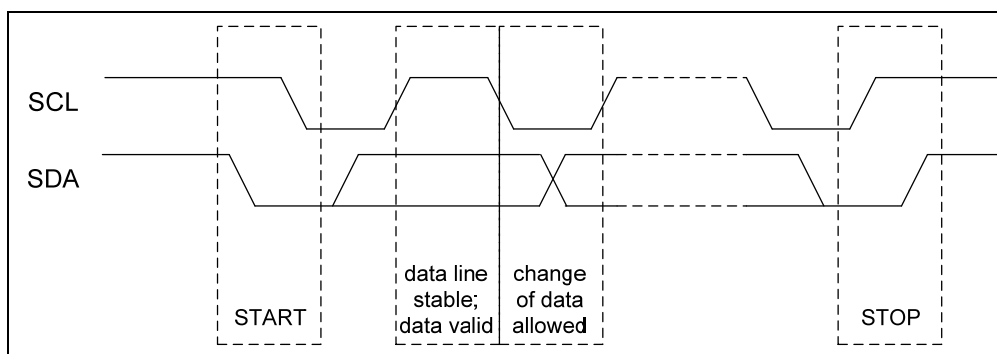 SCL
SDA
START
data line
stable;
data valid
change
of data
allowed
STOP